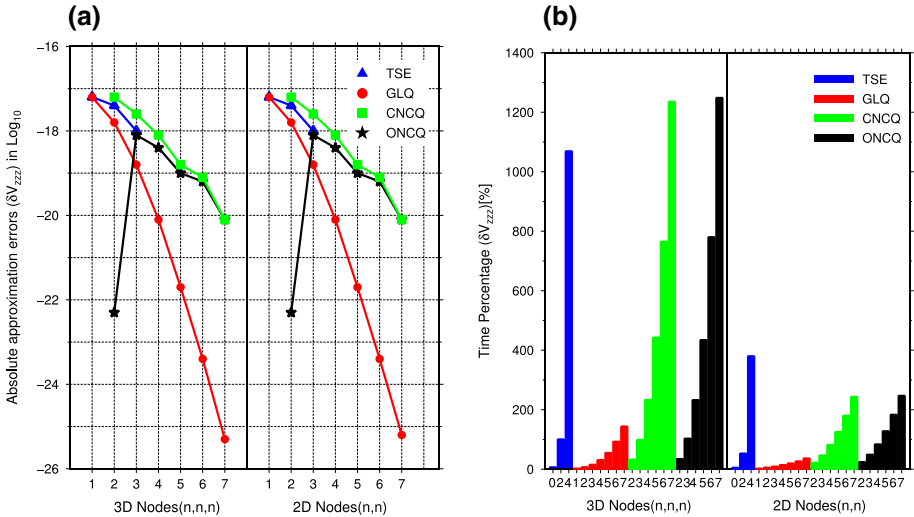 (a)
Absolute approximation errors (δVzzz) in Log10
−16
−18
−20
−22
−24
−26
TSE
GLQ
CNCQ
ONCQ
1 2 3 4 5 6 7
1 2 3 4 5 6 7
3D Nodes(n,n,n)
2D Nodes(n,n)
(b)
Time Percentage (δVzzz)[%]
1400
1200
1000
800
600
400
200
0
TSE
GLQ
CNCQ
ONCQ
0241234567234567234567
0241234567234567234567
3D Nodes(n,n,n)
2D Nodes(n,n)